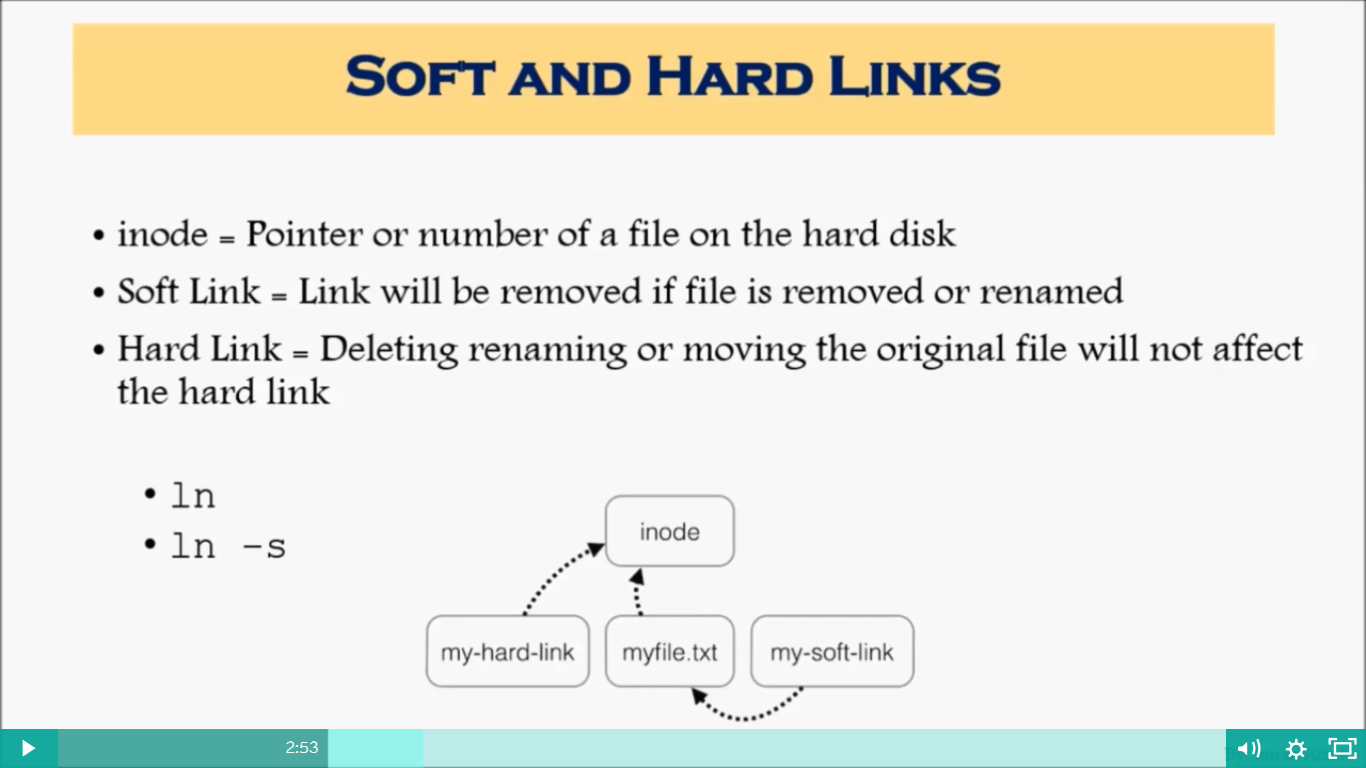 SOFT AND HARD LINKS
• inode = Pointer or number of a file on the hard disk
• Soft Link = Link will be removed if file is removed or renamed
• Hard Link = Deleting renaming or moving the original file will not affect
the hard link
• ln
• ln -s
inode
my-hard-link
myfile.txt
my-soft-link
2:53